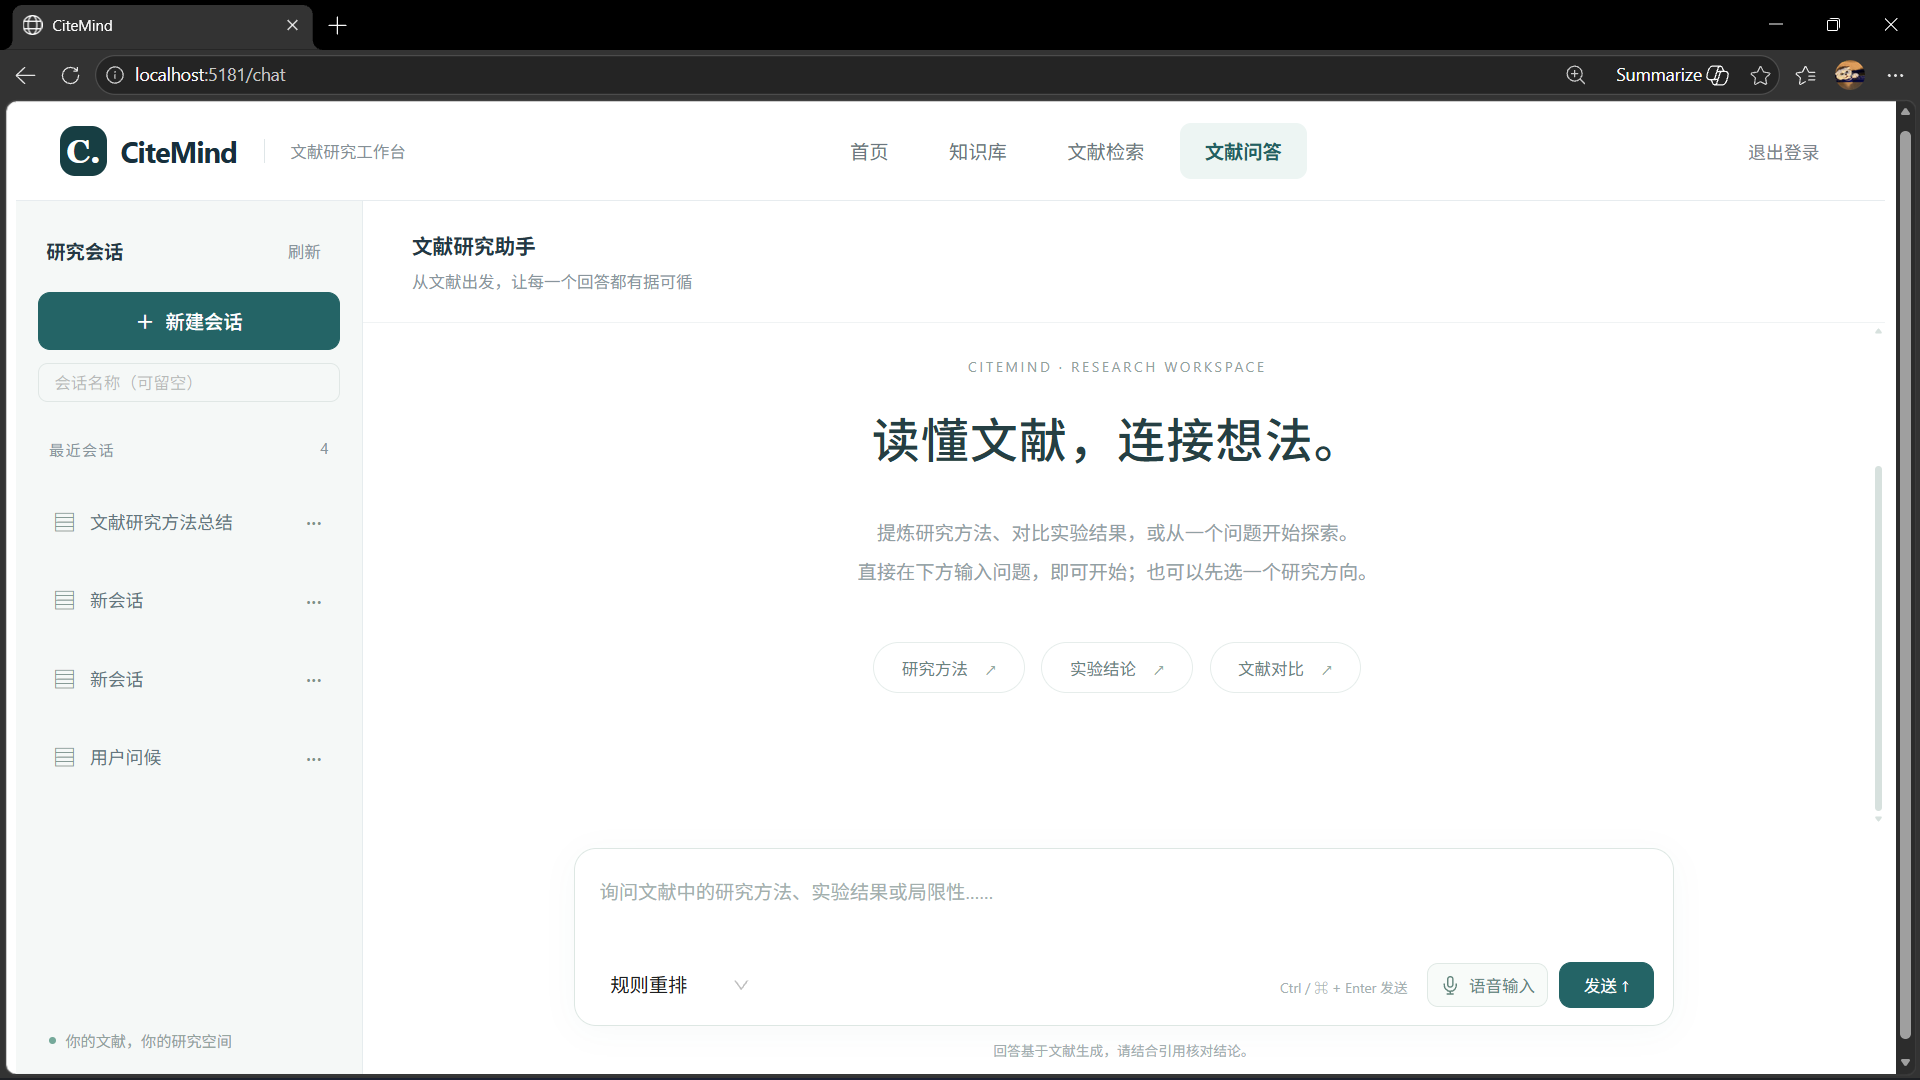 CiteMind
localhost:5181/chat
Summarize
C. CiteMind
文献研究工作台
首页
知识库
文献检索
文献问答
退出登录
研究会话
刷新
+ 新建会话
会话名称（可留空）
最近会话
4
文献研究方法总结
...
新会话
...
新会话
...
用户问候
...
你的文献，你的研究空间
文献研究助手
从文献出发，让每一个回答都有据可循
CITEMIND · RESEARCH WORKSPACE
读懂文献，连接想法。
提炼研究方法、对比实验结果，或从一个问题开始探索。
直接在下方输入问题，即可开始；也可以先选一个研究方向。
研究方法 ↗
实验结论 ↗
文献对比 ↗
询问文献中的研究方法、实验结果或局限性......
规则重排
Ctrl / ⌘ + Enter 发送
语音输入
发送 ↑
回答基于文献生成，请结合引用核对结论。